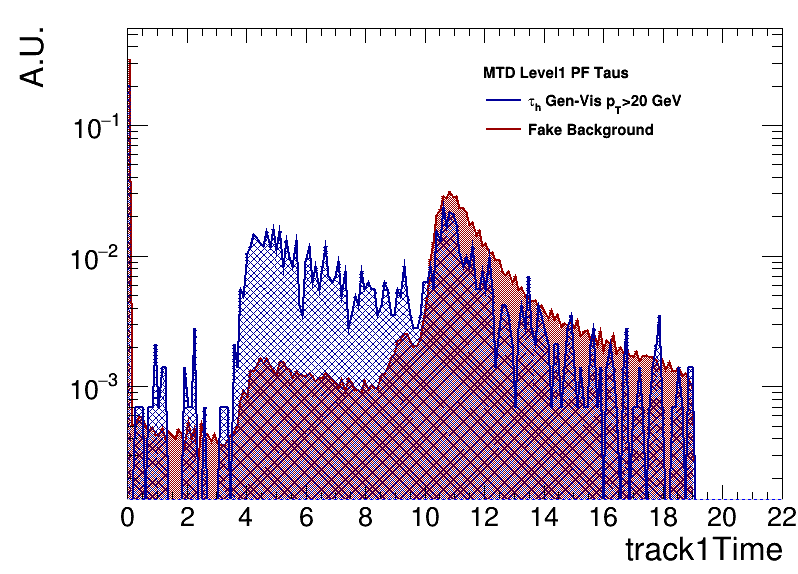 A.U.
MTD Level1 PF Taus
τh Gen-Vis pT>20 GeV
Fake Background
10−1
10−2
10−3
0 2 4 6 8 10 12 14 16 18 20 22
track1Time